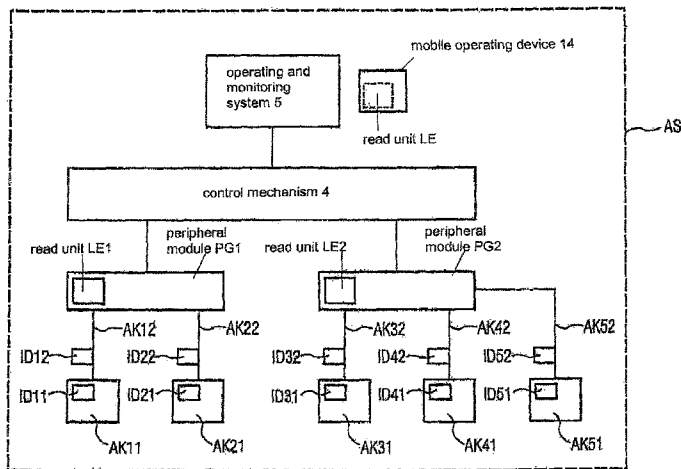 mobile operating device 14
operating and
monitoring
system 5
read unit LE
AS
control mechanism 4
read unit LE1
peripheral
module PG1
read unit LE2
peripheral
module PG2
AK12
AK22
AK32
AK42
AK52
ID12
ID22
ID32
ID42
ID52
ID11
ID21
ID31
ID41
ID51
AK11
AK21
AK31
AK41
AK51